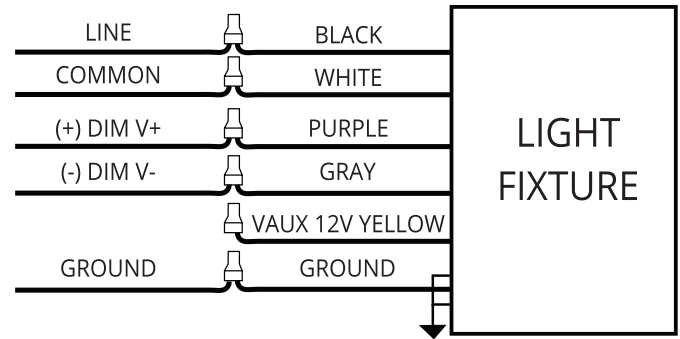 LINE BLACK
COMMON WHITE
(+) DIM V+ PURPLE
(-) DIM V- GRAY
VAUX 12V YELLOW
GROUND GROUND
LIGHT
FIXTURE